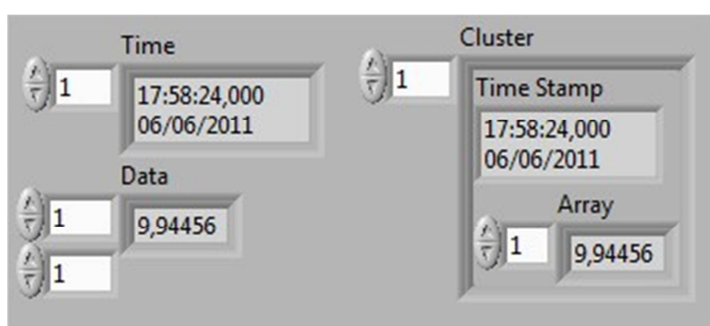 Time
1
17:58:24,000
06/06/2011
Data
1
9,94456
1
Cluster
1
Time Stamp
17:58:24,000
06/06/2011
Array
1
9,94456